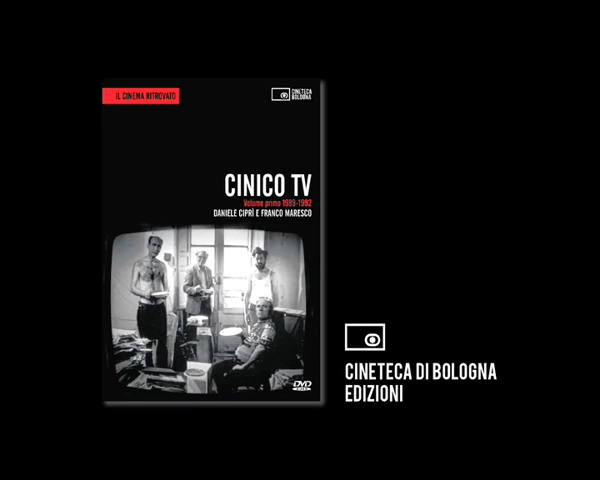 IL CINEMA RITROVATO
CINETECA
BOLOGNA
CINICO TV
Volume primo 1989-1992
DANIELE CIPRÌ E FRANCO MARESCO
DVD
CINETECA DI BOLOGNA
EDIZIONI